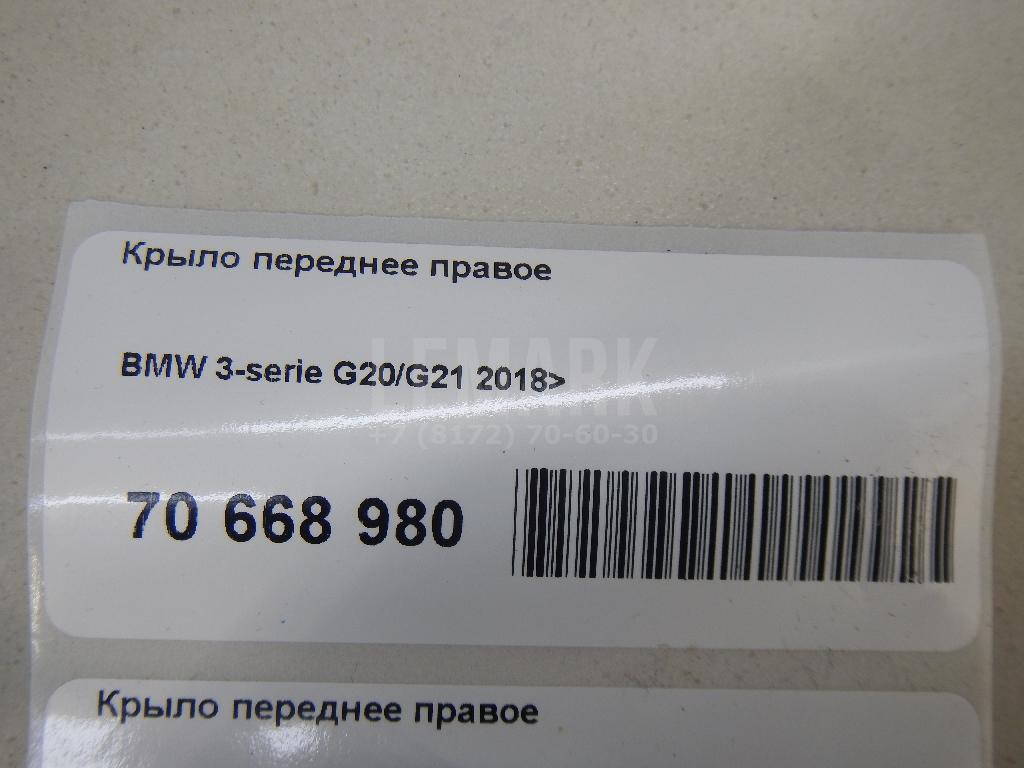 Крыло переднее правое
BMW 3-serie G20/G21 2018>
LEMARK
+7 (8172) 70-60-30
70 668 980
Крыло переднее правое